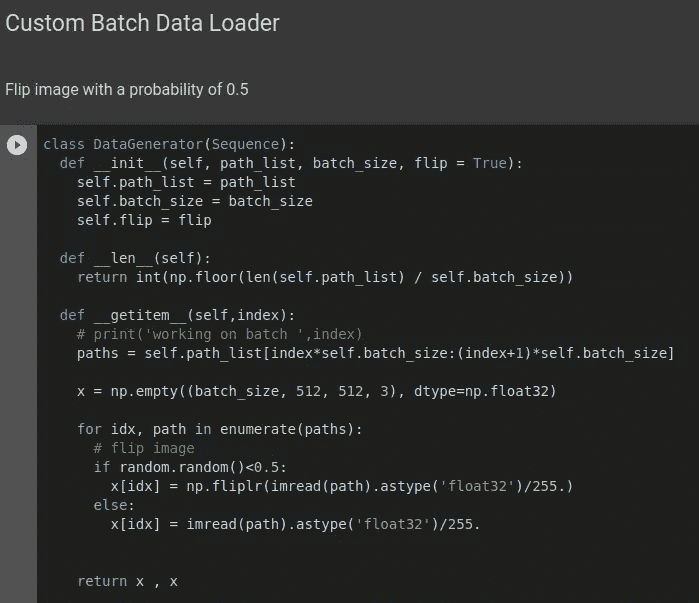 Custom Batch Data Loader
Flip image with a probability of 0.5
class DataGenerator(Sequence):
  def __init__(self, path_list, batch_size, flip = True):
    self.path_list = path_list
    self.batch_size = batch_size
    self.flip = flip
  def __len__(self):
    return int(np.floor(len(self.path_list) / self.batch_size))
  def __getitem__(self,index):
    # print('working on batch ',index)
    paths = self.path_list[index*self.batch_size:(index+1)*self.batch_size]
    x = np.empty((batch_size, 512, 512, 3), dtype=np.float32)
    for idx, path in enumerate(paths):
      # flip image
      if random.random()<0.5:
        x[idx] = np.fliplr(imread(path).astype('float32')/255.)
      else:
        x[idx] = imread(path).astype('float32')/255.
    return x , x